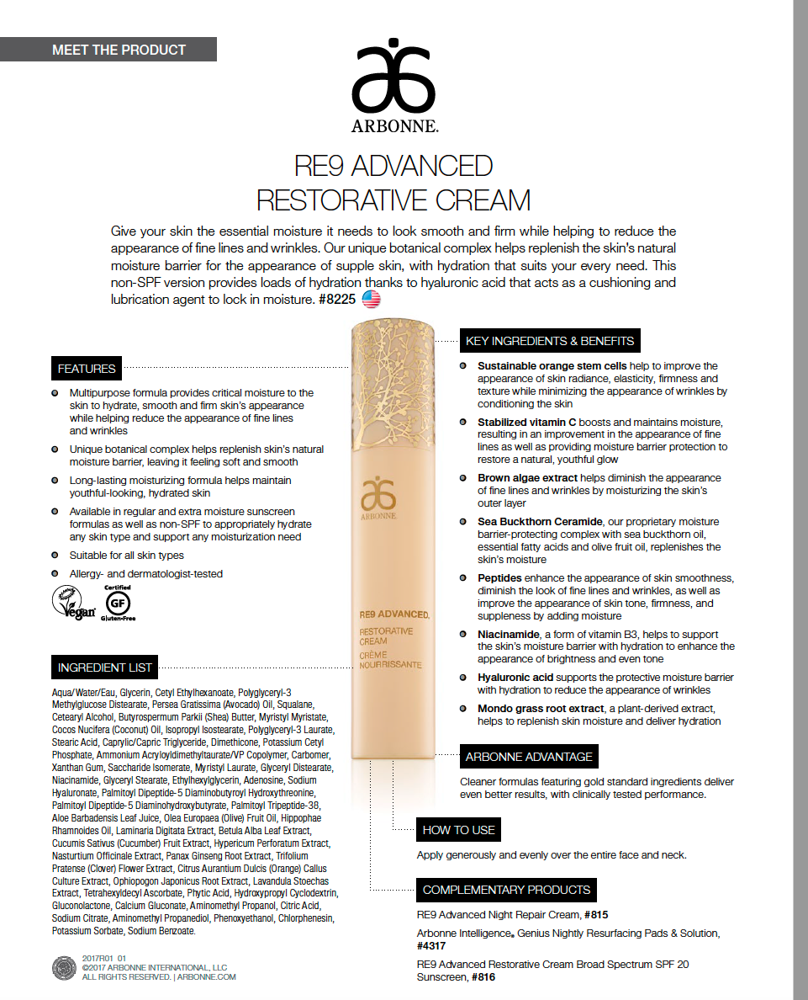 MEET THE PRODUCT
ARBONNE.
RE9 ADVANCED
RESTORATIVE CREAM
Give your skin the essential moisture it needs to look smooth and firm while helping to reduce the
appearance of fine lines and wrinkles. Our unique botanical complex helps replenish the skin's natural
moisture barrier for the appearance of supple skin, with hydration that suits your every need. This
non-SPF version provides loads of hydration thanks to hyaluronic acid that acts as a cushioning and
lubrication agent to lock in moisture. #8225
FEATURES
Multipurpose formula provides critical moisture to the
skin to hydrate, smooth and firm skin's appearance
while helping reduce the appearance of fine lines
and wrinkles
Unique botanical complex helps replenish skin's natural
moisture barrier, leaving it feeling soft and smooth
Long-lasting moisturizing formula helps maintain
youthful-looking, hydrated skin
Available in regular and extra moisture sunscreen
formulas as well as non-SPF to appropriately hydrate
any skin type and support any moisturization need
Suitable for all skin types
Allergy- and dermatologist-tested
Vegan
Certified
GF
Gluten-Free
INGREDIENT LIST
Aqua/Water/Eau, Glycerin, Cetyl Ethylhexanoate, Polyglyceryl-3
Methylglucose Distearate, Persea Gratissima (Avocado) Oil, Squalane,
Cetearyl Alcohol, Butyrospermum Parkii (Shea) Butter, Myristyl Myristate,
Cocos Nucifera (Coconut) Oil, Isopropyl Isostearate, Polyglyceryl-3 Laurate,
Stearic Acid, Caprylic/Capric Triglyceride, Dimethicone, Potassium Cetyl
Phosphate, Ammonium Acryloyldimethyltaurate/VP Copolymer, Carbomer,
Xanthan Gum, Saccharide Isomerate, Myristyl Laurate, Glyceryl Distearate,
Niacinamide, Glyceryl Stearate, Ethylhexylglycerin, Adenosine, Sodium
Hyaluronate, Palmitoyl Dipeptide-5 Diaminobutyroyl Hydroxythreonine,
Palmitoyl Dipeptide-5 Diaminohydroxybutyrate, Palmitoyl Tripeptide-38,
Aloe Barbadensis Leaf Juice, Olea Europaea (Olive) Fruit Oil, Hippophae
Rhamnoides Oil, Laminaria Digitata Extract, Betula Alba Leaf Extract,
Cucumis Sativus (Cucumber) Fruit Extract, Hypericum Perforatum Extract,
Nasturtium Officinale Extract, Panax Ginseng Root Extract, Trifolium
Pratense (Clover) Flower Extract, Citrus Aurantium Dulcis (Orange) Callus
Culture Extract, Ophiopogon Japonicus Root Extract, Lavandula Stoechas
Extract, Tetrahexyldecyl Ascorbate, Phytic Acid, Hydroxypropyl Cyclodextrin,
Gluconolactone, Calcium Gluconate, Aminomethyl Propanol, Citric Acid,
Sodium Citrate, Aminomethyl Propanediol, Phenoxyethanol, Chlorphenesin,
Potassium Sorbate, Sodium Benzoate.
2017R01 01
©2017 ARBONNE INTERNATIONAL, LLC
ALL RIGHTS RESERVED. | ARBONNE.COM
ARBONNE.
RE9 ADVANCED.
RESTORATIVE
CREAM
CRÈME
NOURRISSANTE
KEY INGREDIENTS & BENEFITS
Sustainable orange stem cells help to improve the
appearance of skin radiance, elasticity, firmness and
texture while minimizing the appearance of wrinkles by
conditioning the skin
Stabilized vitamin C boosts and maintains moisture,
resulting in an improvement in the appearance of fine
lines as well as providing moisture barrier protection to
restore a natural, youthful glow
Brown algae extract helps diminish the appearance
of fine lines and wrinkles by moisturizing the skin's
outer layer
Sea Buckthorn Ceramide, our proprietary moisture
barrier-protecting complex with sea buckthorn oil,
essential fatty acids and olive fruit oil, replenishes the
skin's moisture
Peptides enhance the appearance of skin smoothness,
diminish the look of fine lines and wrinkles, as well as
improve the appearance of skin tone, firmness, and
suppleness by adding moisture
Niacinamide, a form of vitamin B3, helps to support
the skin's moisture barrier with hydration to enhance the
appearance of brightness and even tone
Hyaluronic acid supports the protective moisture barrier
with hydration to reduce the appearance of wrinkles
Mondo grass root extract, a plant-derived extract,
helps to replenish skin moisture and deliver hydration
ARBONNE ADVANTAGE
Cleaner formulas featuring gold standard ingredients deliver
even better results, with clinically tested performance.
HOW TO USE
Apply generously and evenly over the entire face and neck.
COMPLEMENTARY PRODUCTS
RE9 Advanced Night Repair Cream, #815
Arbonne Intelligence® Genius Nightly Resurfacing Pads & Solution,
#4317
RE9 Advanced Restorative Cream Broad Spectrum SPF 20
Sunscreen, #816